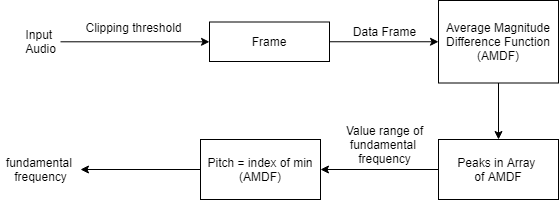 Input
Audio
Clipping threshold
Frame
Data Frame
Average Magnitude
Difference Function
(AMDF)
Peaks in Array
of AMDF
Value range of
fundamental
frequency
Pitch = index of min
(AMDF)
fundamental
frequency